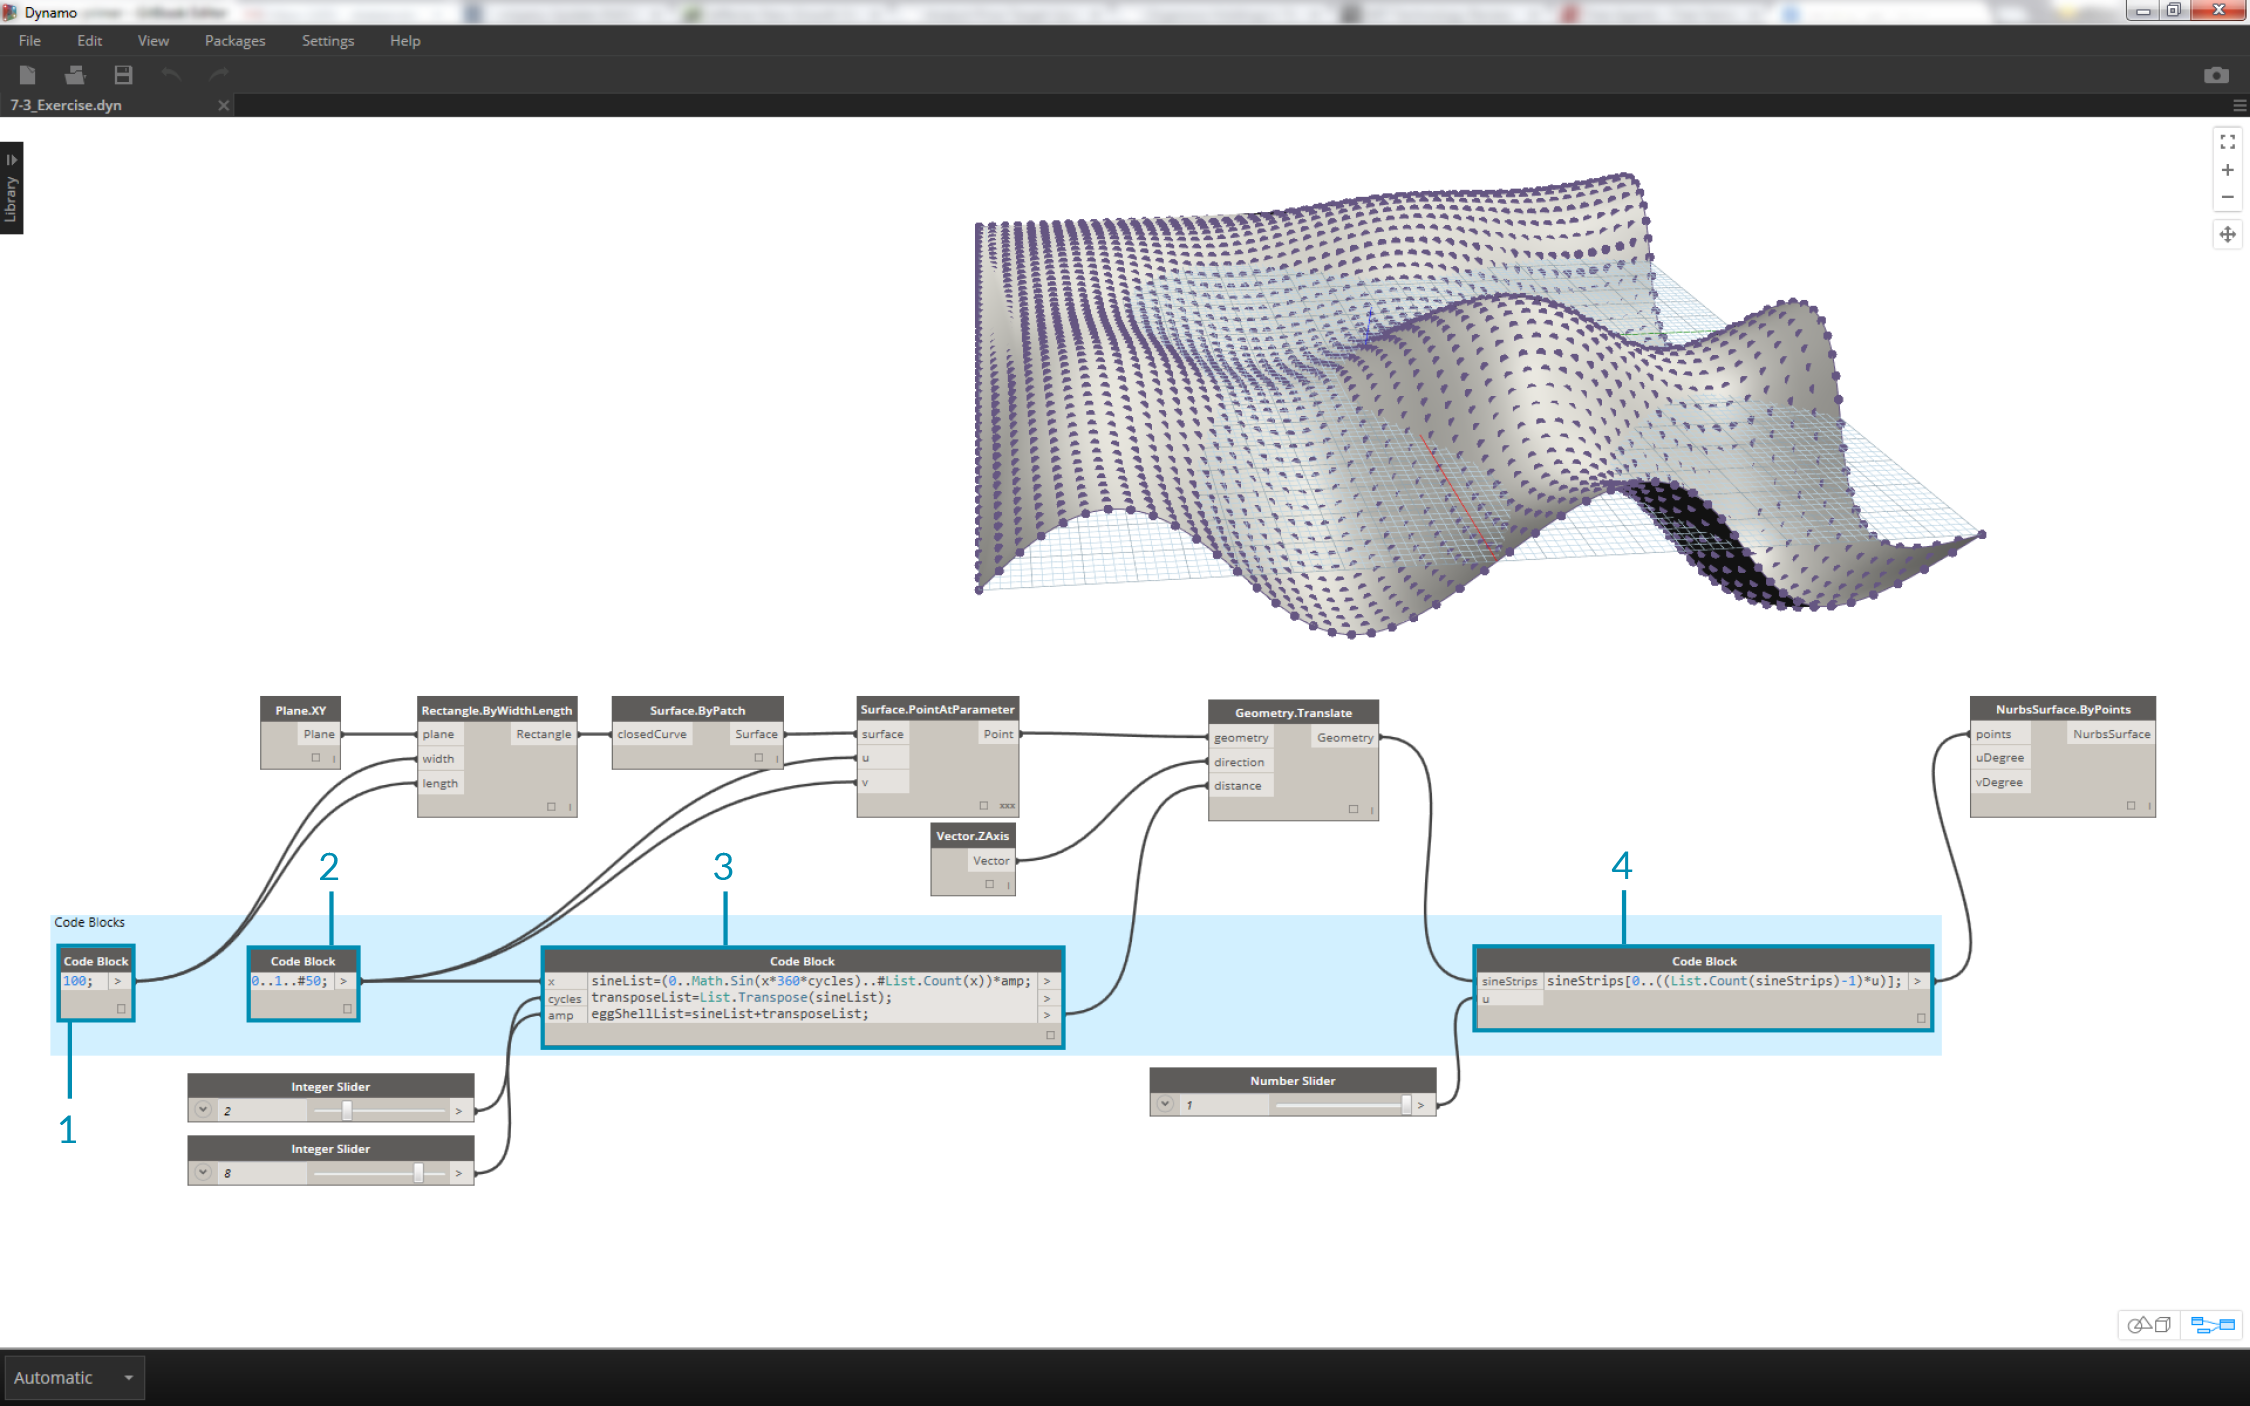 Dynamo
File Edit View Packages Settings Help
7-3_Exercise.dyn
Library
Plane.XY
Plane
Rectangle.ByWidthLength
plane Rectangle
width
length
Surface.ByPatch
closedCurve Surface
Surface.PointAtParameter
surface Point
u
v
xxx
Geometry.Translate
geometry Geometry
direction
distance
NurbsSurface.ByPoints
points NurbsSurface
uDegree
vDegree
Vector.ZAxis
Vector
2
3
4
Code Blocks
Code Block
100; >
Code Block
0..1..#50; >
Code Block
x sineList=(0..Math.Sin(x*360*cycles)..#List.Count(x))*amp; >
cycles transposeList=List.Transpose(sineList); >
amp eggShellList=sineList+transposeList; >
Code Block
sineStrips sineStrips[0..((List.Count(sineStrips)-1)*u)]; >
u
1
Integer Slider
2 >
Integer Slider
8 >
Number Slider
1 >
Automatic